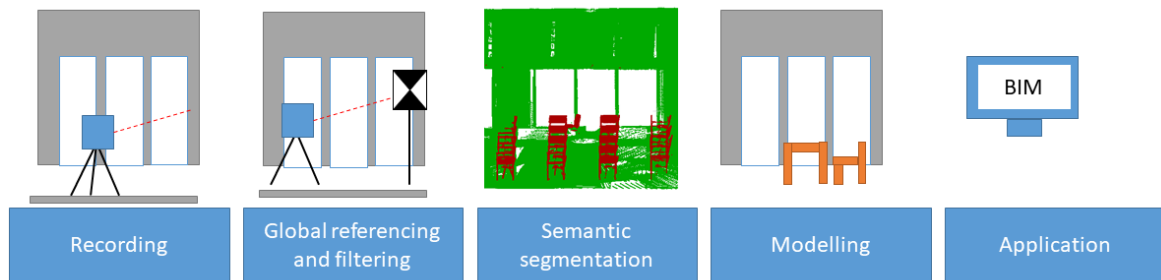 BIM
Recording
Global referencing
and filtering
Semantic
segmentation
Modelling
Application